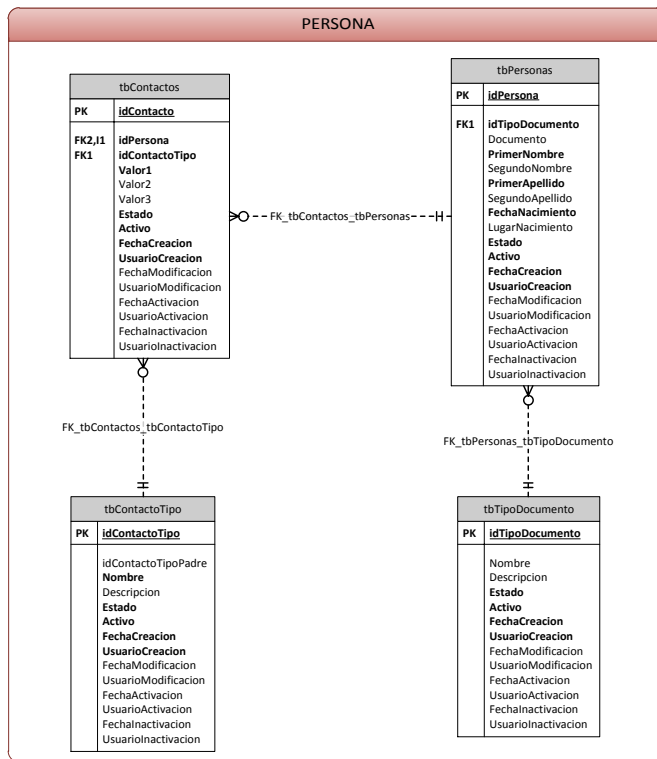 PERSONA
tbContactos
PK idContacto
FK2,I1 idPersona
FK1 idContactoTipo
Valor1
Valor2
Valor3
Estado
Activo
FechaCreacion
UsuarioCreacion
FechaModificacion
UsuarioModificacion
FechaActivacion
UsuarioActivacion
FechaInactivacion
UsuarioInactivacion
FK_tbContactos_tbPersonas
tbPersonas
PK idPersona
FK1 idTipoDocumento
Documento
PrimerNombre
SegundoNombre
PrimerApellido
SegundoApellido
FechaNacimiento
LugarNacimiento
Estado
Activo
FechaCreacion
UsuarioCreacion
FechaModificacion
UsuarioModificacion
FechaActivacion
UsuarioActivacion
FechaInactivacion
UsuarioInactivacion
FK_tbContactos_tbContactoTipo
FK_tbPersonas_tbTipoDocumento
tbContactoTipo
PK idContactoTipo
idContactoTipoPadre
Nombre
Descripcion
Estado
Activo
FechaCreacion
UsuarioCreacion
FechaModificacion
UsuarioModificacion
FechaActivacion
UsuarioActivacion
FechaInactivacion
UsuarioInactivacion
tbTipoDocumento
PK idTipoDocumento
Nombre
Descripcion
Estado
Activo
FechaCreacion
UsuarioCreacion
FechaModificacion
UsuarioModificacion
FechaActivacion
UsuarioActivacion
FechaInactivacion
UsuarioInactivacion